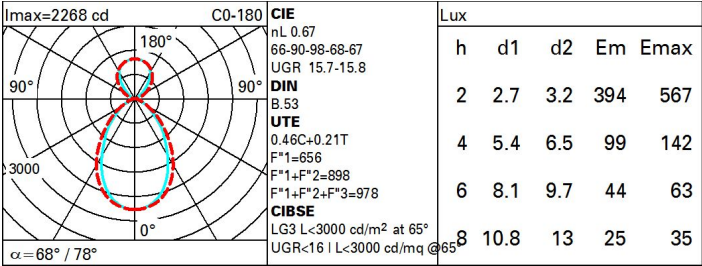 Imax=2268 cd C0-180
180°
90° 90°
3000
0°
α=68° / 78°
CIE
nL 0.67
66-90-98-68-67
UGR 15.7-15.8
DIN
B.53
UTE
0.46C+0.21T
F"1=656
F"1+F"2=898
F"1+F"2+F"3=978
CIBSE
LG3 L<3000 cd/m² at 65°
UGR<16 | L<3000 cd/mq @65°
Lux
h d1 d2 Em Emax
2 2.7 3.2 394 567
4 5.4 6.5 99 142
6 8.1 9.7 44 63
8 10.8 13 25 35